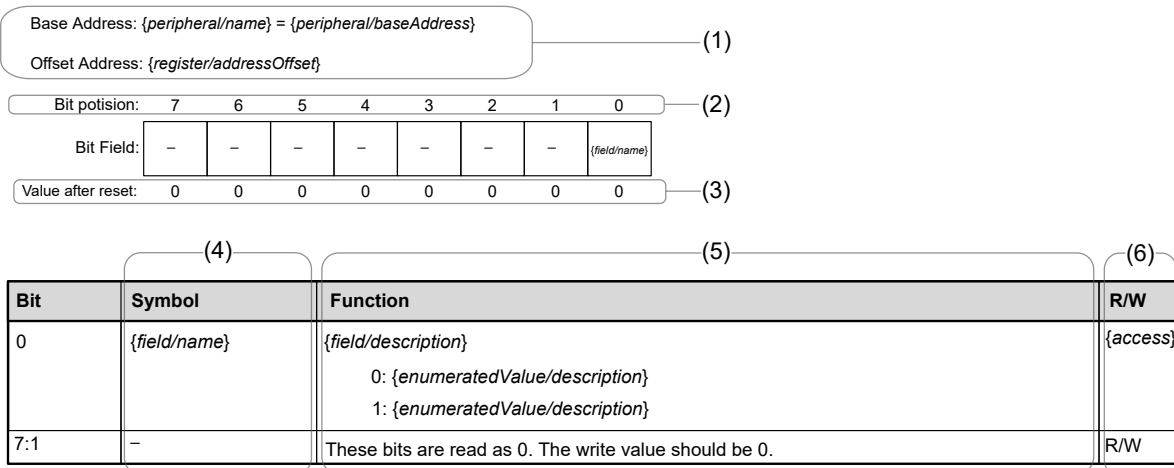 Base Address: {peripheral/name} = {peripheral/baseAddress}
(1)
Offset Address: {register/addressOffset}
Bit potision: 7 6 5 4 3 2 1 0 (2)
Bit Field: – – – – – – – {field/name}
Value after reset: 0 0 0 0 0 0 0 0 (3)
(4) (5) (6)
Bit Symbol Function R/W
0 {field/name} {field/description} {access}
0: {enumeratedValue/description}
1: {enumeratedValue/description}
7:1 – These bits are read as 0. The write value should be 0. R/W